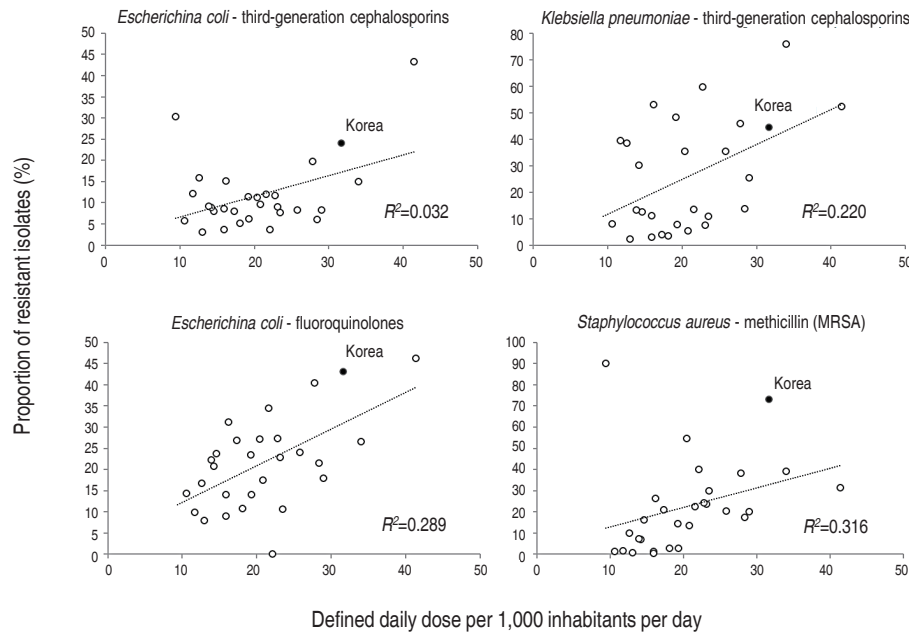 Escherichina coli - third-generation cephalosporins
50
45
40
35
30
25
20
15
10
5
0
Korea
R²=0.032
0 10 20 30 40 50
Klebsiella pneumoniae - third-generation cephalosporins
80
70
60
50
40
30
20
10
0
Korea
R²=0.220
0 10 20 30 40 50
Proportion of resistant isolates (%)
Escherichina coli - fluoroquinolones
50
45
40
35
30
25
20
15
10
5
0
Korea
R²=0.289
0 10 20 30 40 50
Staphylococcus aureus - methicillin (MRSA)
100
90
80
70
60
50
40
30
20
10
0
Korea
R²=0.316
0 10 20 30 40 50
Defined daily dose per 1,000 inhabitants per day